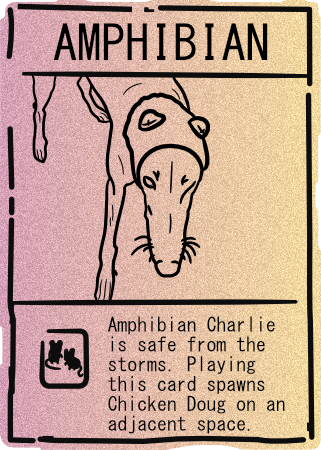 AMPHIBIAN
Amphibian Charlie
is safe from the
storms. Playing
this card spawns
Chicken Doug on an
adjacent space.